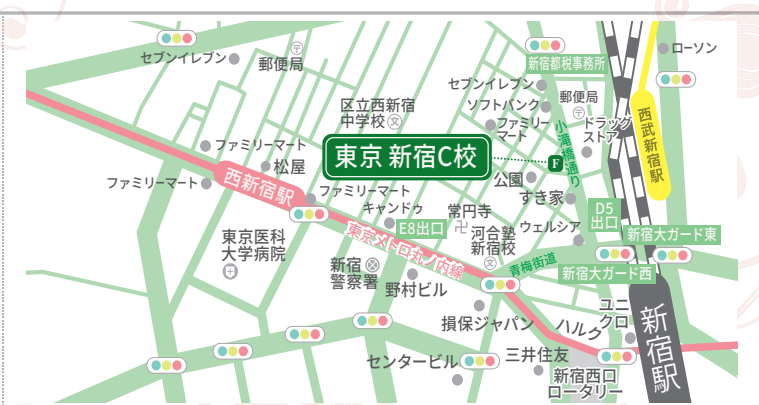 セブンイレブン
郵便局
〒
新宿都税事務所
ローソン
セブンイレブン
ソフトバンク
ファミリー
マート
郵便局
〒
ドラッグ
ストア
小滝橋通り
西武新宿駅
区立西新宿
中学校
文
東京 新宿C校
F
ファミリーマート
松屋
ファミリーマート
西新宿駅
ファミリーマート
キャンドゥ
E8出口
常円寺
卍
公園
すき家
D5
出口
ウェルシア
新宿大ガード東
新宿大ガード西
青梅街道
河合塾
新宿校
文
東京メトロ丸ノ内線
東京医科
大学病院
新宿
警察署
野村ビル
損保ジャパン
ハルク
ユニ
クロ
新宿駅
センタービル
三井住友
新宿西口
ロータリー